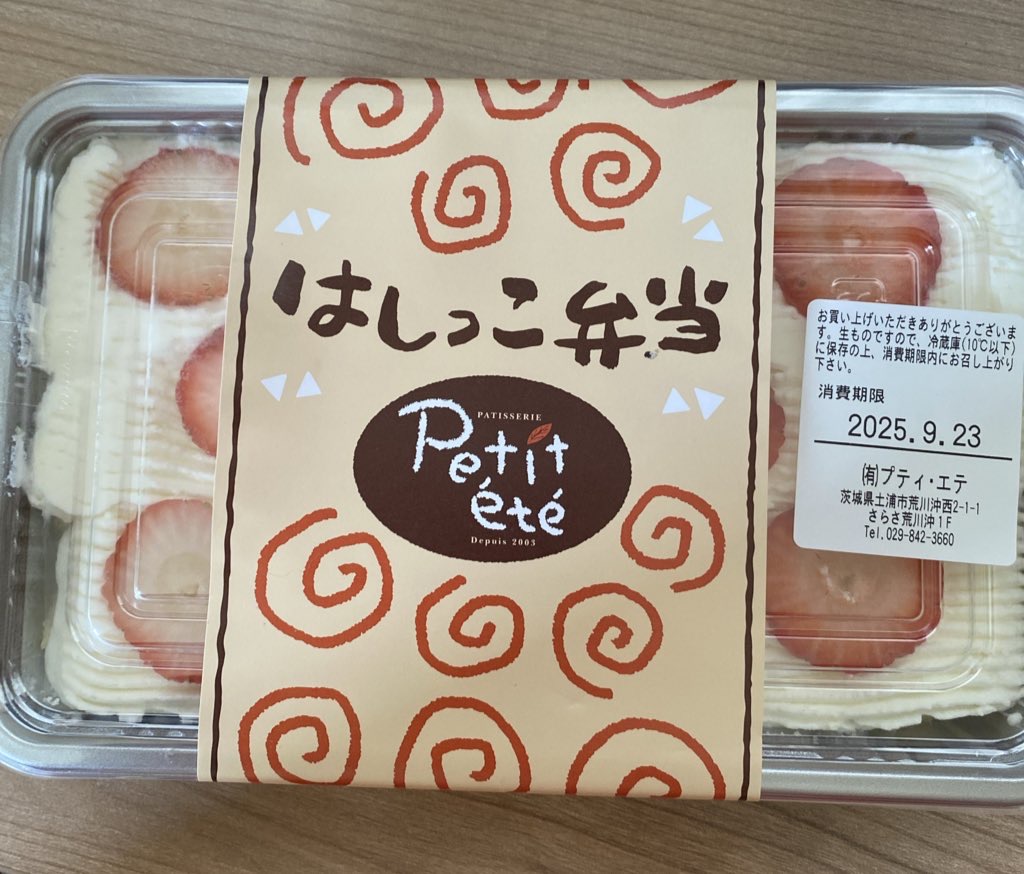 はしっこ弁当
PATISSERIE
Petit
été
Depuis 2003
お買い上げいただきありがとうございま
す。生ものですので、冷蔵庫(10℃以下)
に保存の上、消費期限内にお召し上がり
下さい。
消費期限
2025.9.23
㈲プティ・エテ
茨城県土浦市荒川沖西2-1-1
さらさ荒川沖1F
Tel.029-842-3660